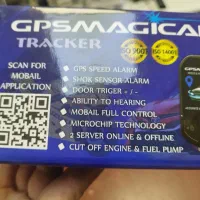 GPSMAGICAL
TRACKER
SCAN FOR
MOBAIL
APPLICATION
GPS SPEED ALARM
SHOK SENSOR ALARM
DOOR TRIGER + / -
ABILITY TO HEARING
MOBAIL FULL CONTROL
MICROCHIP TECHNOLOGY
2 SERVER ONLINE & OFFLINE
CUT OFF ENGINE & FUEL PUMP